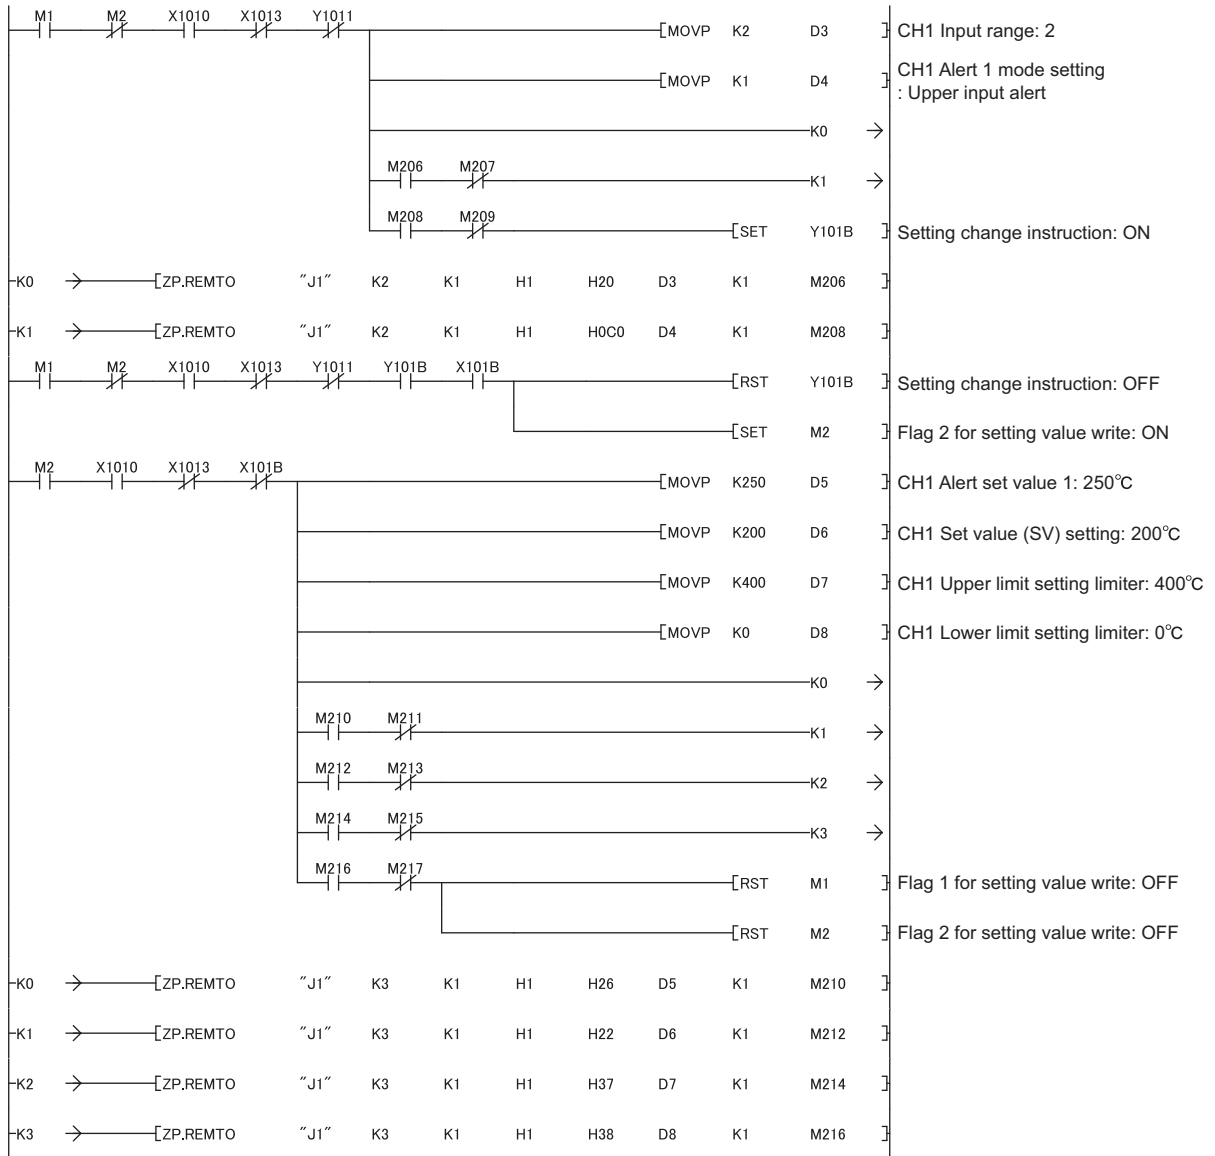 M1 M2 X1010 X1013 Y1011
[MOVP K2 D3 ] CH1 Input range: 2
[MOVP K1 D4 ] CH1 Alert 1 mode setting
: Upper input alert
K0
M206 M207
K1
M208 M209
[SET Y101B ] Setting change instruction: ON
K0 [ZP.REMTO "J1" K2 K1 H1 H20 D3 K1 M206 ]
K1 [ZP.REMTO "J1" K2 K1 H1 H0C0 D4 K1 M208 ]
M1 M2 X1010 X1013 Y1011 Y101B X101B
[RST Y101B ] Setting change instruction: OFF
[SET M2 ] Flag 2 for setting value write: ON
M2 X1010 X1013 X101B
[MOVP K250 D5 ] CH1 Alert set value 1: 250℃
[MOVP K200 D6 ] CH1 Set value (SV) setting: 200℃
[MOVP K400 D7 ] CH1 Upper limit setting limiter: 400℃
[MOVP K0 D8 ] CH1 Lower limit setting limiter: 0℃
K0
M210 M211
K1
M212 M213
K2
M214 M215
K3
M216 M217
[RST M1 ] Flag 1 for setting value write: OFF
[RST M2 ] Flag 2 for setting value write: OFF
K0 [ZP.REMTO "J1" K3 K1 H1 H26 D5 K1 M210 ]
K1 [ZP.REMTO "J1" K3 K1 H1 H22 D6 K1 M212 ]
K2 [ZP.REMTO "J1" K3 K1 H1 H37 D7 K1 M214 ]
K3 [ZP.REMTO "J1" K3 K1 H1 H38 D8 K1 M216 ]